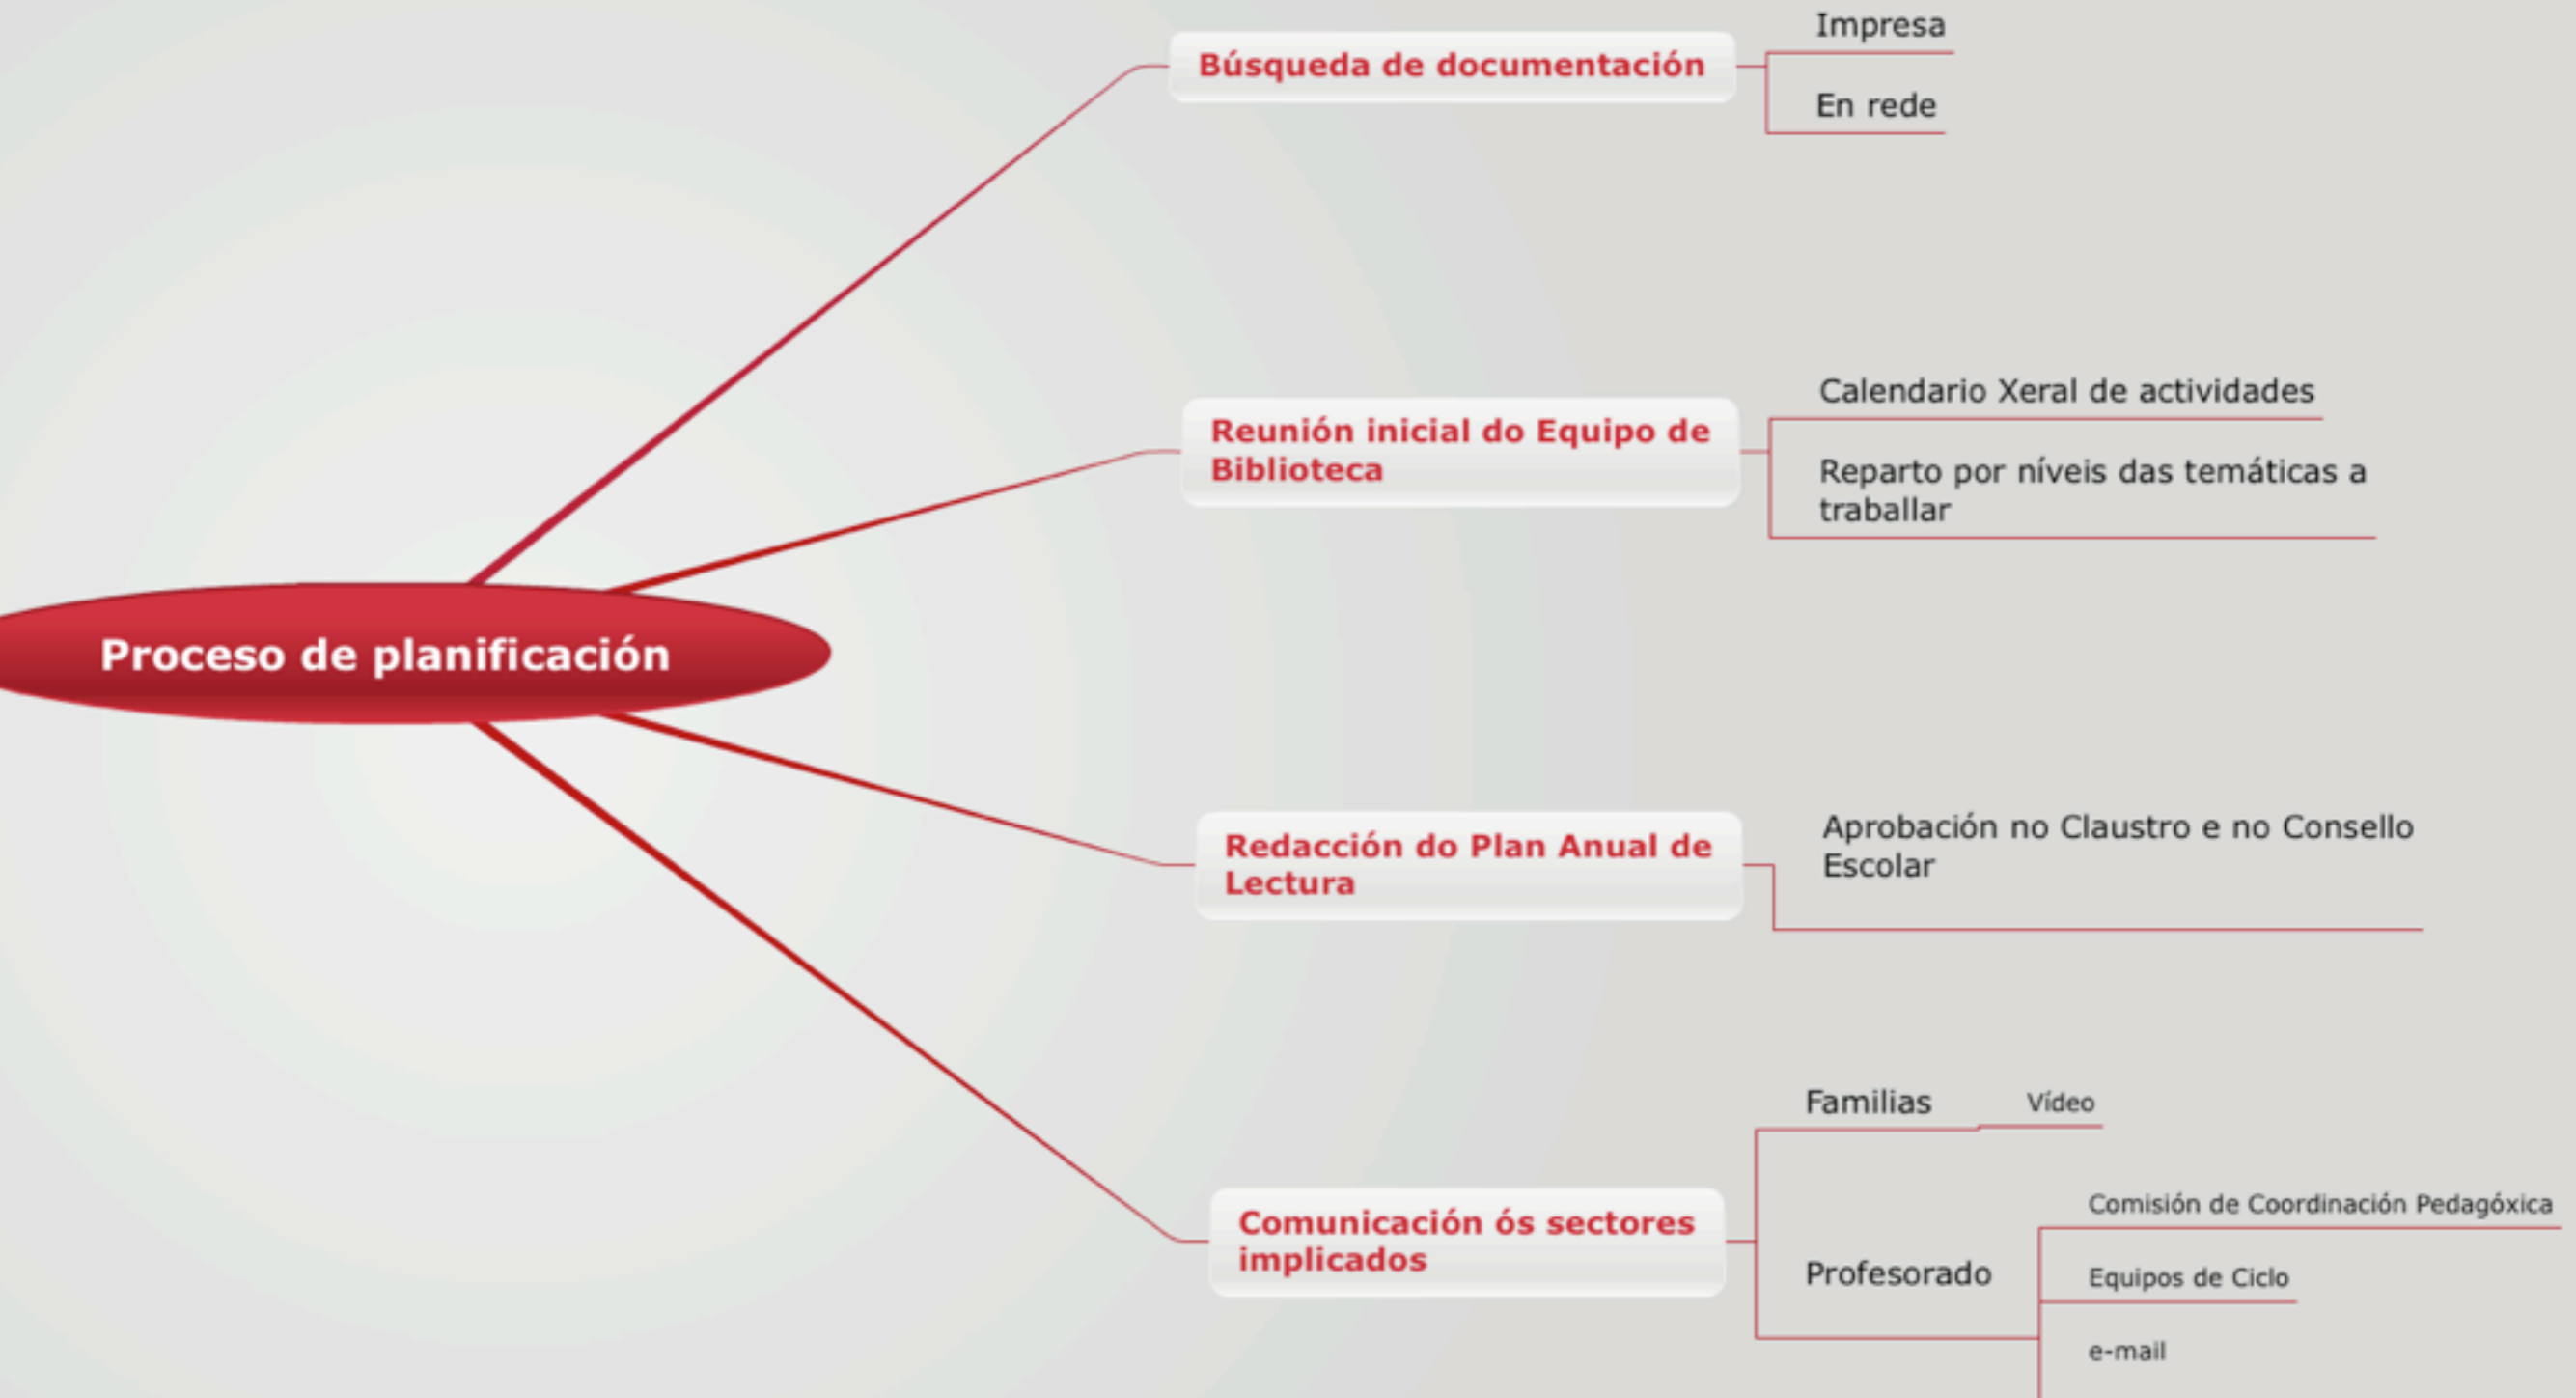 Proceso de planificación
Búsqueda de documentación
Impresa
En rede
Reunión inicial do Equipo de
Biblioteca
Calendario Xeral de actividades
Reparto por níveis das temáticas a
traballar
Redacción do Plan Anual de
Lectura
Aprobación no Claustro e no Consello
Escolar
Comunicación ós sectores
implicados
Familias
Vídeo
Profesorado
Comisión de Coordinación Pedagóxica
Equipos de Ciclo
e-mail